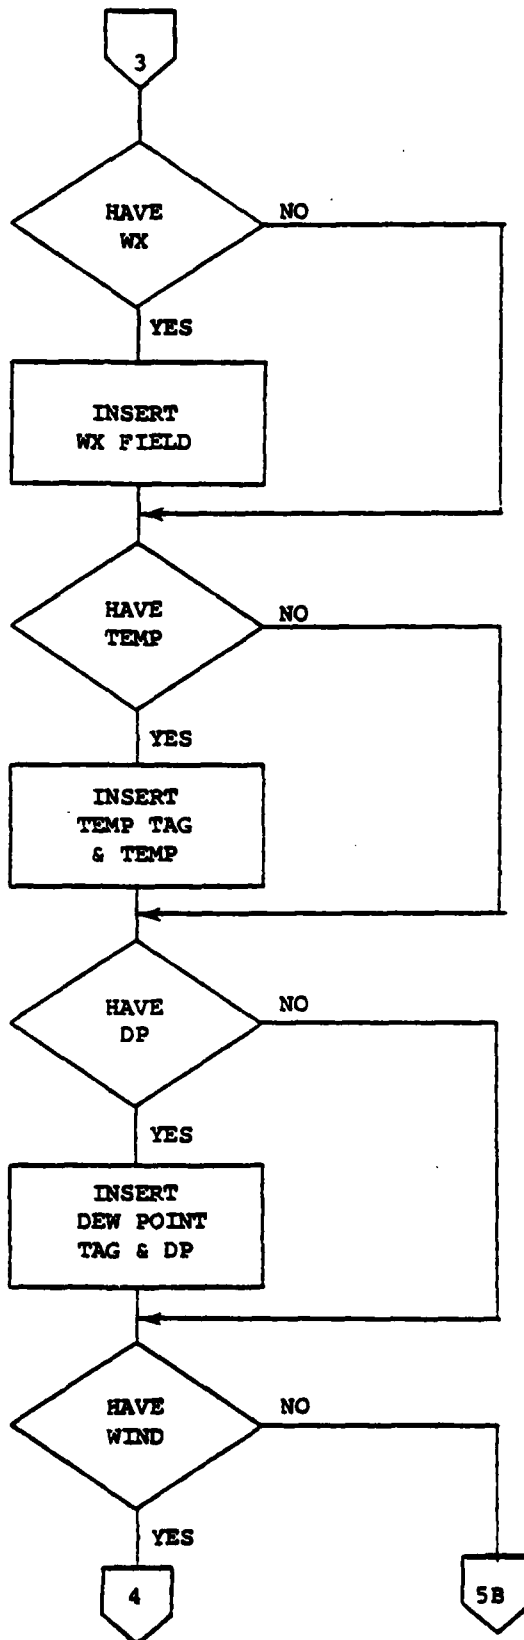 3
HAVE
WX
NO
YES
INSERT
WX FIELD
HAVE
TEMP
NO
YES
INSERT
TEMP TAG
& TEMP
HAVE
DP
NO
YES
INSERT
DEW POINT
TAG & DP
HAVE
WIND
NO
YES
4
5B